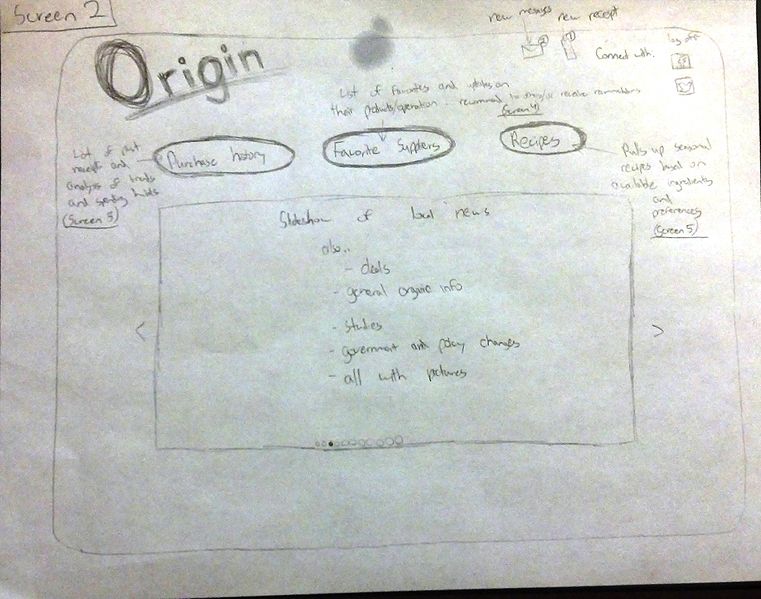 Screen 2
new messages
new receipt
log off
Connect with.
Origin
List of favorites and updates on
their products/operation - recommend to others/or receive
(Screen 4)
List of past
receipts and
analysis of trends
and spending habits
(Screen 3)
Purchase history
Favorite Suppliers
Recipes
Pulls up seasonal
recipes based on
available ingredients
and
preferences
(Screen 5)
Slideshow of local news
also..
- deals
- general organic info
- studies
- government and policy changes
- all with pictures
< >